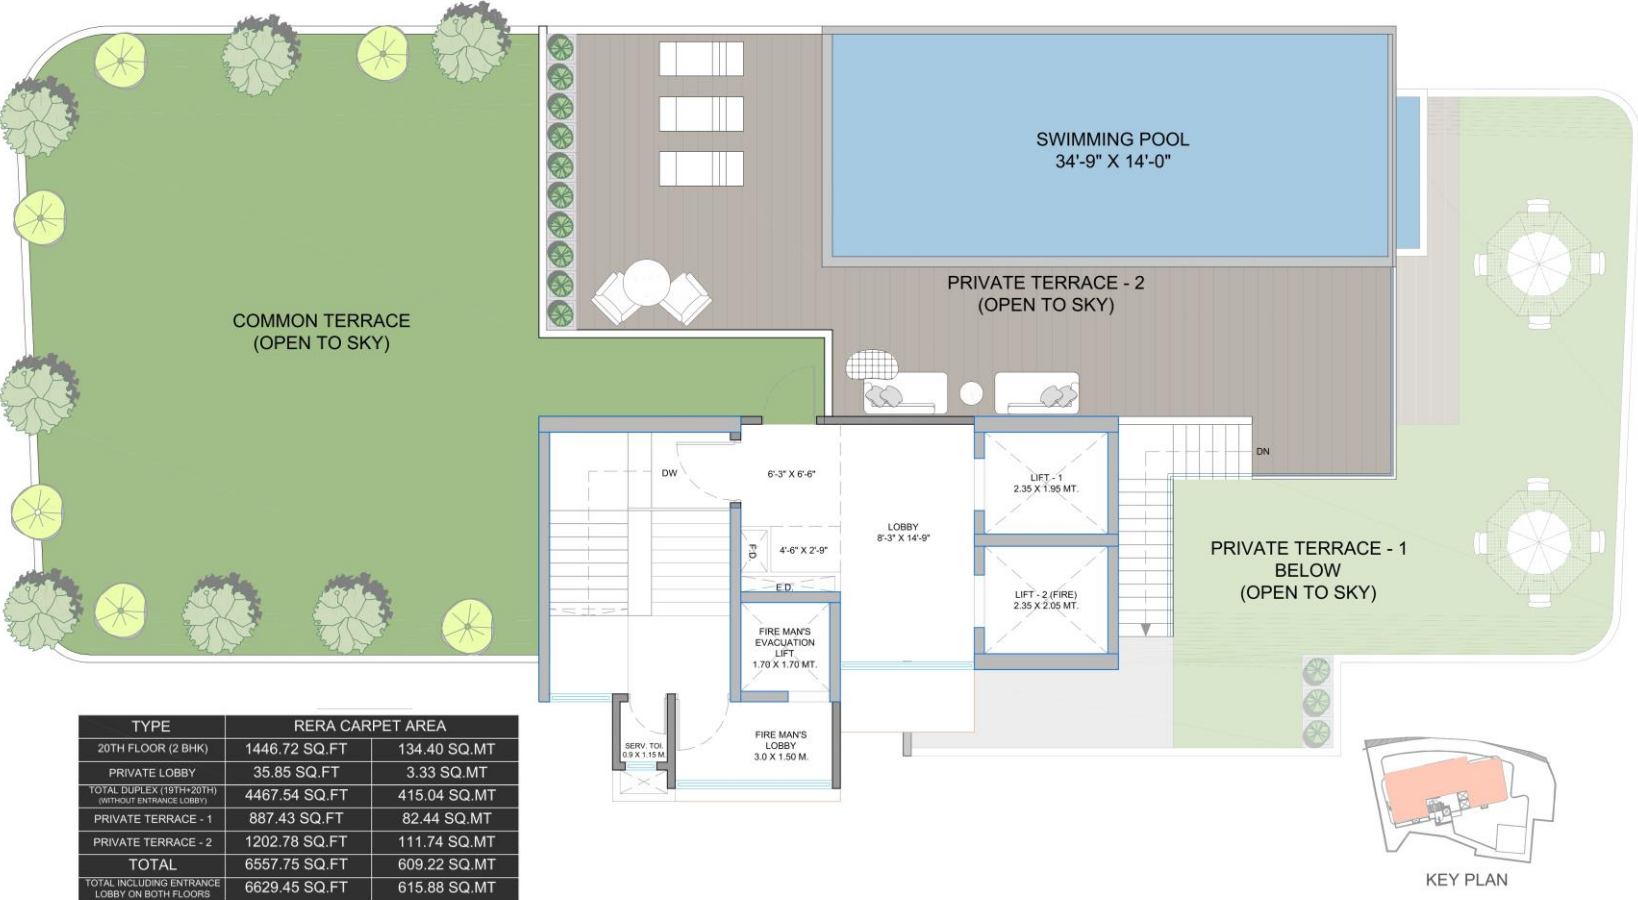 SWIMMING POOL
34'-9" X 14'-0"
PRIVATE TERRACE - 2
(OPEN TO SKY)
COMMON TERRACE
(OPEN TO SKY)
DW
6'-3" X 6'-6"
DN
LIFT - 1
2.35 X 1.95 MT.
LOBBY
8'-3" X 14'-9"
F.D.
4'-6" X 2'-9"
E.D.
PRIVATE TERRACE - 1
BELOW
(OPEN TO SKY)
LIFT - 2 (FIRE)
2.35 X 2.05 MT.
FIRE MAN'S
EVACUATION
LIFT
1.70 X 1.70 MT.
SERV. TOI.
0.9 X 1.15 M.
FIRE MAN'S
LOBBY
3.0 X 1.50 M.
TYPE RERA CARPET AREA
20TH FLOOR (2 BHK) 1446.72 SQ.FT 134.40 SQ.MT
PRIVATE LOBBY 35.85 SQ.FT 3.33 SQ.MT
TOTAL DUPLEX (19TH+20TH)
(WITHOUT ENTRANCE LOBBY) 4467.54 SQ.FT 415.04 SQ.MT
PRIVATE TERRACE - 1 887.43 SQ.FT 82.44 SQ.MT
PRIVATE TERRACE - 2 1202.78 SQ.FT 111.74 SQ.MT
TOTAL 6557.75 SQ.FT 609.22 SQ.MT
TOTAL INCLUDING ENTRANCE
LOBBY ON BOTH FLOORS 6629.45 SQ.FT 615.88 SQ.MT
KEY PLAN